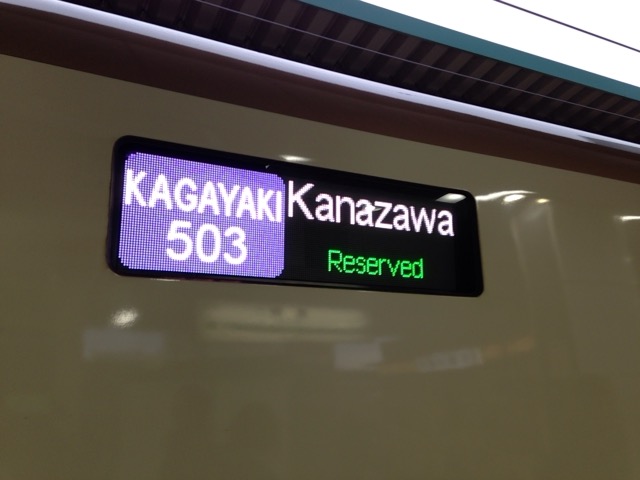 KAGAYAKI
503
Kanazawa
Reserved